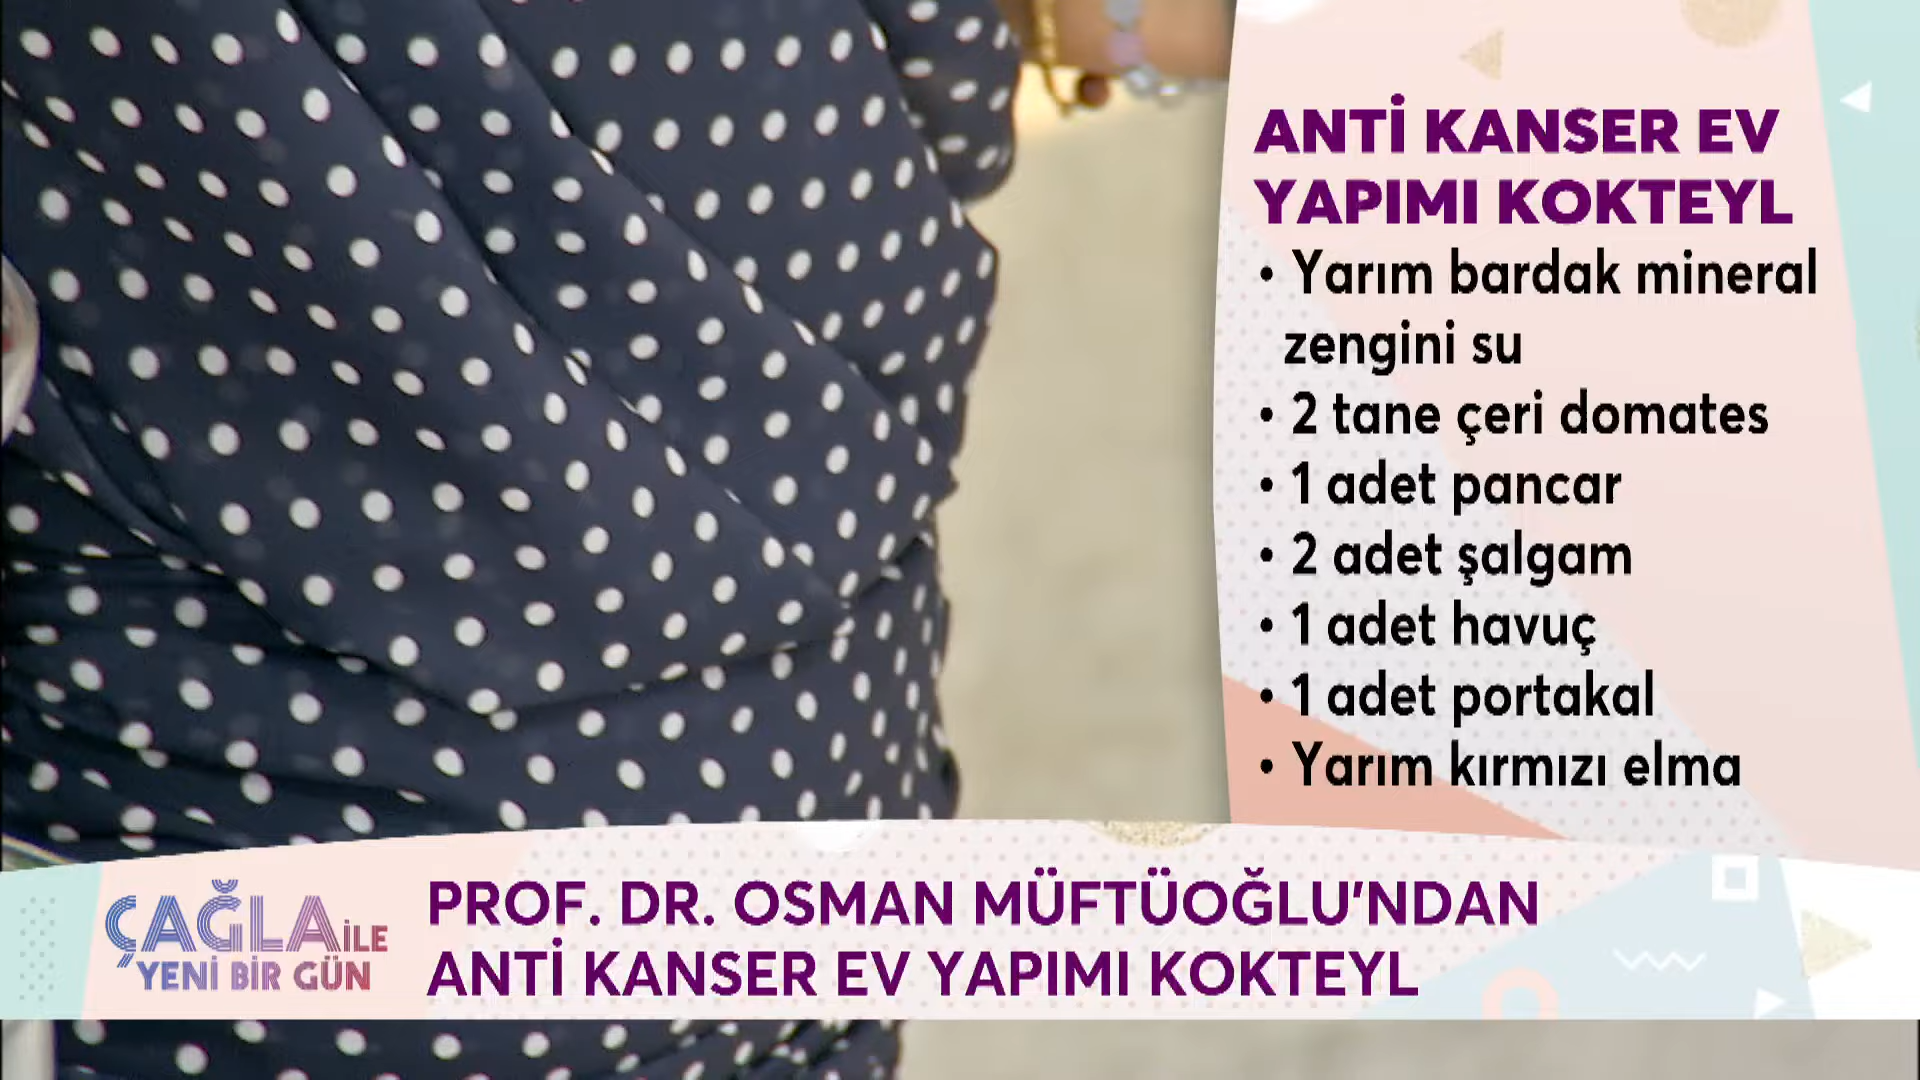 ANTİ KANSER EV
YAPIMI KOKTEYL
• Yarım bardak mineral
zengini su
• 2 tane çeri domates
• 1 adet pancar
• 2 adet şalgam
• 1 adet havuç
• 1 adet portakal
• Yarım kırmızı elma
PROF. DR. OSMAN MÜFTÜOĞLU'NDAN
ANTİ KANSER EV YAPIMI KOKTEYL
ÇAĞLA İLE
YENİ BİR GÜN